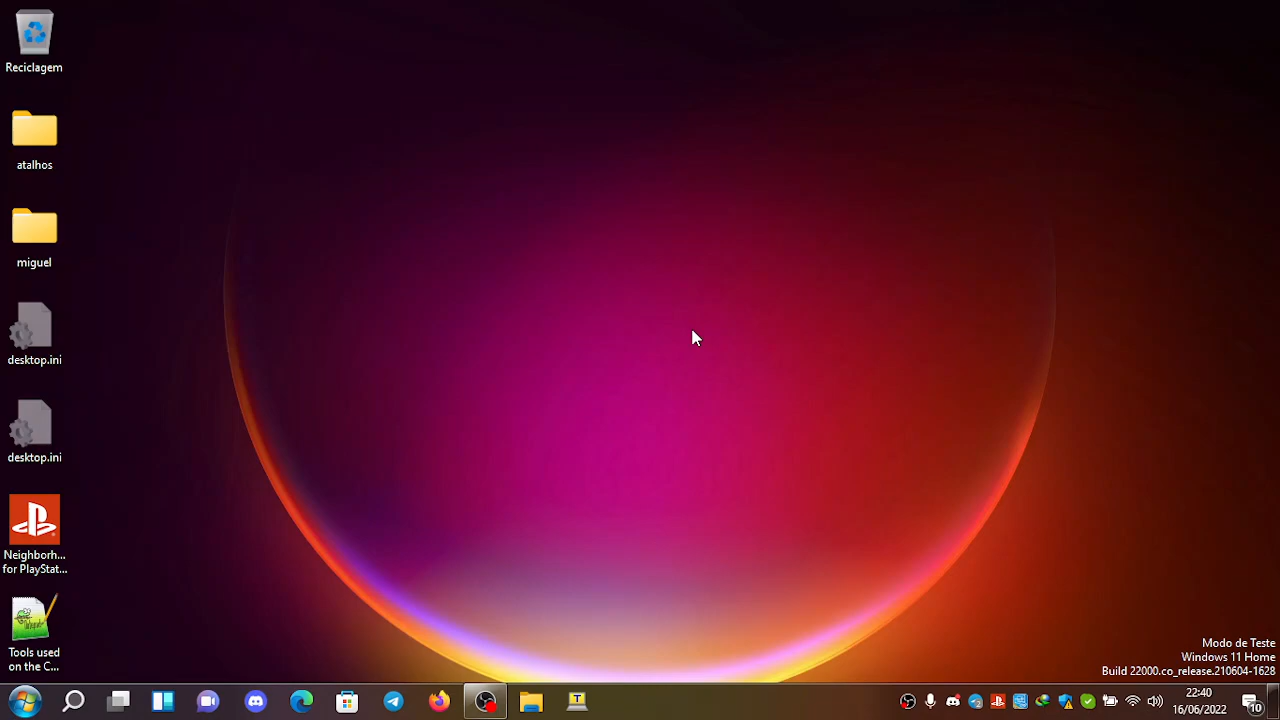 Reciclagem
atalhos
miguel
desktop.ini
desktop.ini
Neighborh...
for PlayStat...
Tools used
on the C...
Modo de Teste
Windows 11 Home
Build 22000.co_release.210604-1628
22:40
16/06/2022
10